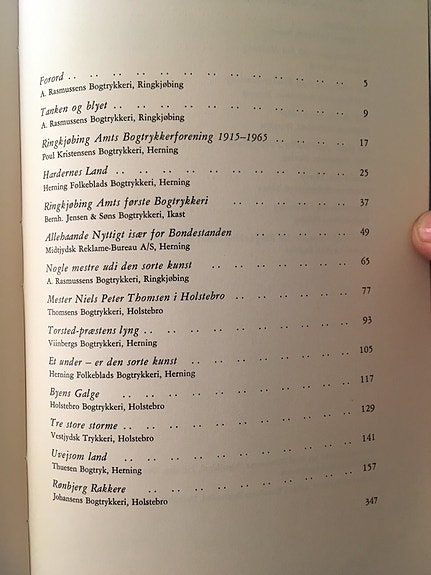 Forord .. .. .. .. .. .. .. .. .. .. .. 5
A. Rasmussens Bogtrykkeri, Ringkjøbing
Tanken og blyet .. .. .. .. .. .. .. .. .. 9
A. Rasmussens Bogtrykkeri, Ringkjøbing
Ringkjøbing Amts Bogtrykkerforening 1915–1965 .. .. .. .. 17
Poul Kristensens Bogtrykkeri, Herning
Hardernes Land .. .. .. .. .. .. .. .. .. .. 25
Herning Folkeblads Bogtrykkeri, Herning
Ringkjøbing Amts første Bogtrykkeri .. .. .. .. .. .. 37
Bernh. Jensen & Søns Bogtrykkeri, Ikast
Allehaande Nyttigt især for Bondestanden .. .. .. .. .. 49
Midtjydsk Reklame-Bureau A/S, Herning
Nogle mestre udi den sorte kunst .. .. .. .. .. .. 65
A. Rasmussens Bogtrykkeri, Ringkjøbing
Mester Niels Peter Thomsen i Holstebro .. .. .. .. .. 77
Thomsens Bogtrykkeri, Holstebro
Torsted-præstens lyng .. .. .. .. .. .. .. .. 93
Viinbergs Bogtrykkeri, Herning
Et under – er den sorte kunst .. .. .. .. .. .. .. 105
Herning Folkeblads Bogtrykkeri, Herning
Byens Galge .. .. .. .. .. .. .. .. .. 117
Holstebro Bogtrykkeri, Holstebro
Tre store storme .. .. .. .. .. .. .. .. .. 129
Vestjydsk Trykkeri, Holstebro
Uvejsom land .. .. .. .. .. .. .. .. .. 141
Thuesen Bogtryk, Herning
Rønbjerg Rakkere .. .. .. .. .. .. .. .. 157
Johansens Bogtrykkeri, Holstebro
347